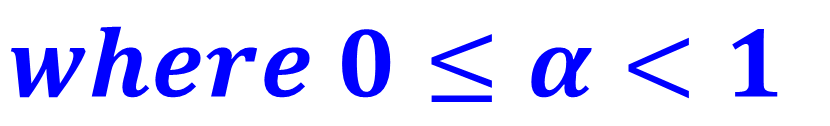 where 0 ≤ α < 1